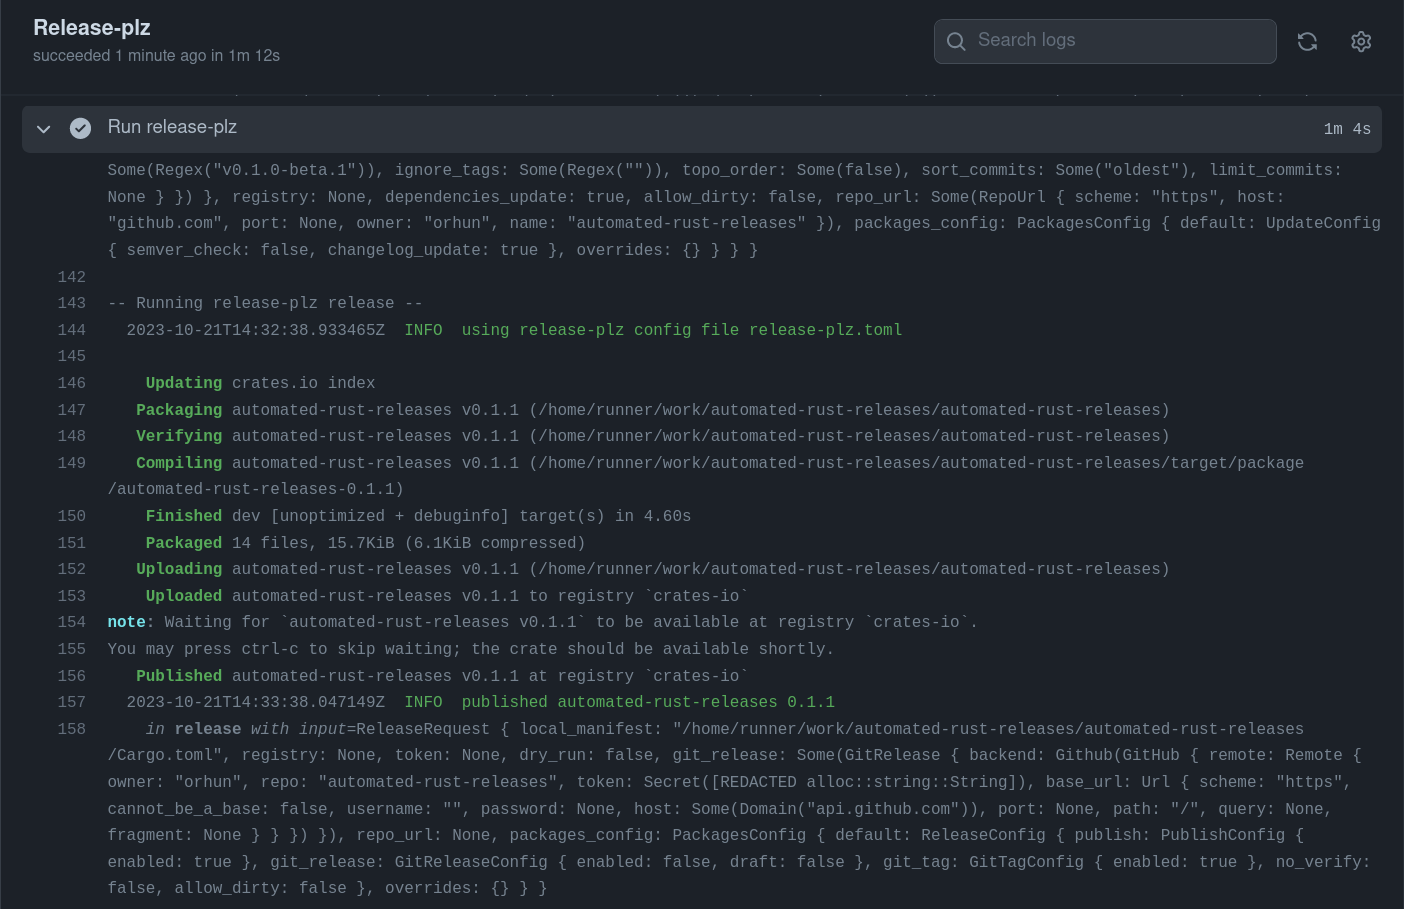 Release-plz
succeeded 1 minute ago in 1m 12s
Search logs
Run release-plz
1m 4s
Some(Regex("v0.1.0-beta.1")), ignore_tags: Some(Regex("")), topo_order: Some(false), sort_commits: Some("oldest"), limit_commits:
None } }) }, registry: None, dependencies_update: true, allow_dirty: false, repo_url: Some(RepoUrl { scheme: "https", host:
"github.com", port: None, owner: "orhun", name: "automated-rust-releases" }), packages_config: PackagesConfig { default: UpdateConfig
{ semver_check: false, changelog_update: true }, overrides: {} } } }
142
143 -- Running release-plz release --
144 2023-10-21T14:32:38.933465Z INFO using release-plz config file release-plz.toml
145
146 Updating crates.io index
147 Packaging automated-rust-releases v0.1.1 (/home/runner/work/automated-rust-releases/automated-rust-releases)
148 Verifying automated-rust-releases v0.1.1 (/home/runner/work/automated-rust-releases/automated-rust-releases)
149 Compiling automated-rust-releases v0.1.1 (/home/runner/work/automated-rust-releases/automated-rust-releases/target/package
/automated-rust-releases-0.1.1)
150 Finished dev [unoptimized + debuginfo] target(s) in 4.60s
151 Packaged 14 files, 15.7KiB (6.1KiB compressed)
152 Uploading automated-rust-releases v0.1.1 (/home/runner/work/automated-rust-releases/automated-rust-releases)
153 Uploaded automated-rust-releases v0.1.1 to registry `crates-io`
154 note: Waiting for `automated-rust-releases v0.1.1` to be available at registry `crates-io`.
155 You may press ctrl-c to skip waiting; the crate should be available shortly.
156 Published automated-rust-releases v0.1.1 at registry `crates-io`
157 2023-10-21T14:33:38.047149Z INFO published automated-rust-releases 0.1.1
158 in release with input=ReleaseRequest { local_manifest: "/home/runner/work/automated-rust-releases/automated-rust-releases
/Cargo.toml", registry: None, token: None, dry_run: false, git_release: Some(GitRelease { backend: Github(GitHub { remote: Remote {
owner: "orhun", repo: "automated-rust-releases", token: Secret([REDACTED alloc::string::String]), base_url: Url { scheme: "https",
cannot_be_a_base: false, username: "", password: None, host: Some(Domain("api.github.com")), port: None, path: "/", query: None,
fragment: None } } }) }), repo_url: None, packages_config: PackagesConfig { default: ReleaseConfig { publish: PublishConfig {
enabled: true }, git_release: GitReleaseConfig { enabled: false, draft: false }, git_tag: GitTagConfig { enabled: true }, no_verify:
false, allow_dirty: false }, overrides: {} } }